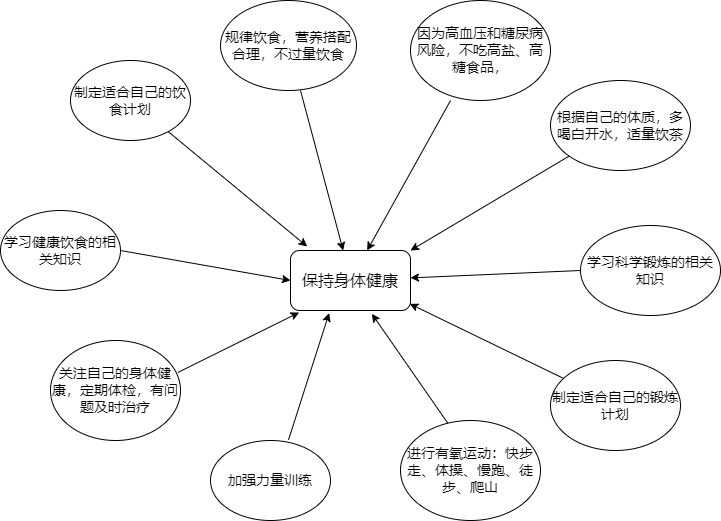 规律饮食，营养搭配
合理，不过量饮食
因为高血压和糖尿病
风险，不吃高盐、高
糖食品，
制定适合自己的饮
食计划
根据自己的体质，多
喝白开水，适量饮茶
学习健康饮食的相
关知识
保持身体健康
学习科学锻炼的相关
知识
关注自己的身体健
康，定期体检，有问
题及时治疗
制定适合自己的锻炼
计划
加强力量训练
进行有氧运动：快步
走、体操、慢跑、徒
步、爬山